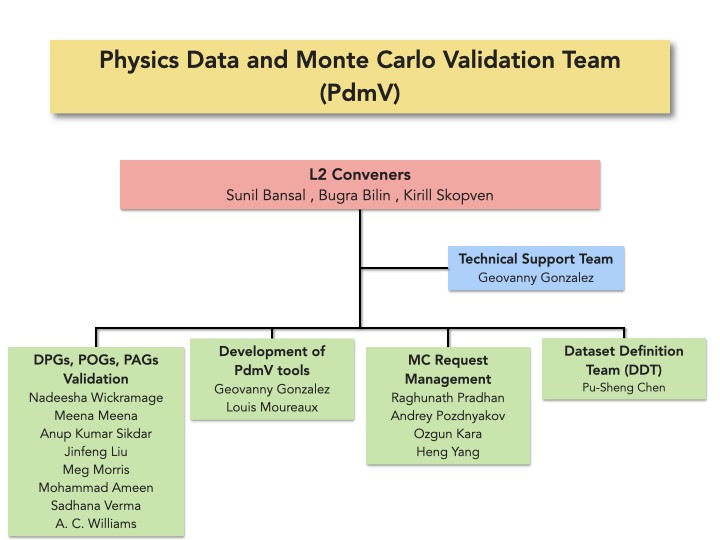 Physics Data and Monte Carlo Validation Team
(PdmV)
L2 Conveners
Sunil Bansal , Bugra Bilin , Kirill Skopven
Technical Support Team
Geovanny Gonzalez
DPGs, POGs, PAGs
Validation
Nadeesha Wickramage
Meena Meena
Anup Kumar Sikdar
Jinfeng Liu
Meg Morris
Mohammad Ameen
Sadhana Verma
A. C. Williams
Development of
PdmV tools
Geovanny Gonzalez
Louis Moureaux
MC Request
Management
Raghunath Pradhan
Andrey Pozdnyakov
Ozgun Kara
Heng Yang
Dataset Definition
Team (DDT)
Pu-Sheng Chen